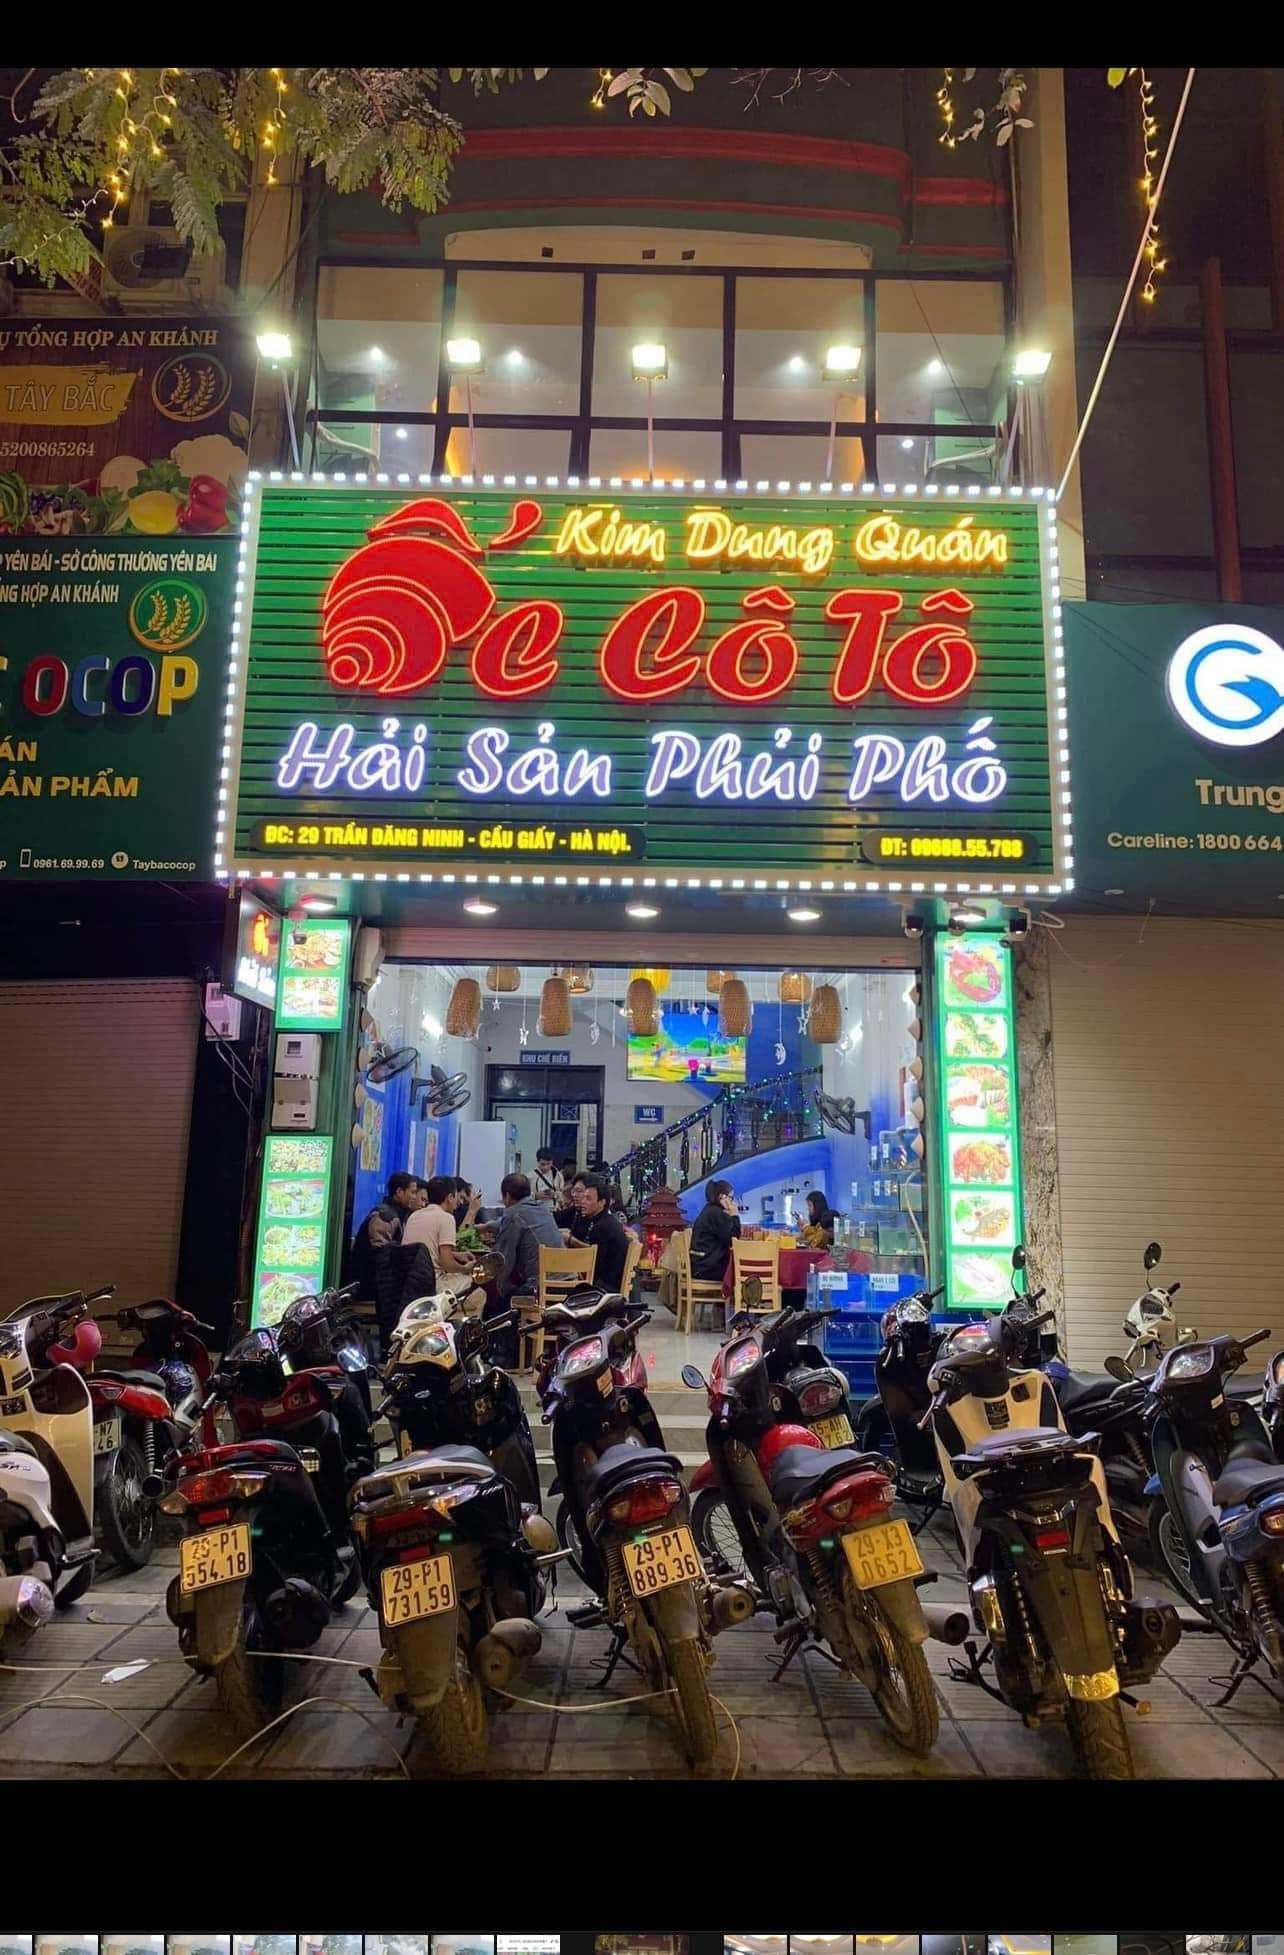 Ụ TỔNG HỢP AN KHÁNH
TÂY BẮC
5200865264
P YÊN BÁI - SỞ CÔNG THƯƠNG YÊN BÁI
NG HỢP AN KHÁNH
C OCOP
ÁN
ẢN PHẨM
0961.69.99.69 Taybacocop
Kim Dung Quán
Ốc Cô Tô
Hải Sản Phủi Phố
ĐC: 29 TRẦN ĐĂNG NINH - CẦU GIẤY - HÀ NỘI.
ĐT: 09688.55.788
G
Trung
Careline: 1800 664
KHU CHẾ BIẾN
WC
29-P1
554.18
29-P1
731.59
29-P1
889.36
29-X3
0652
HONDA